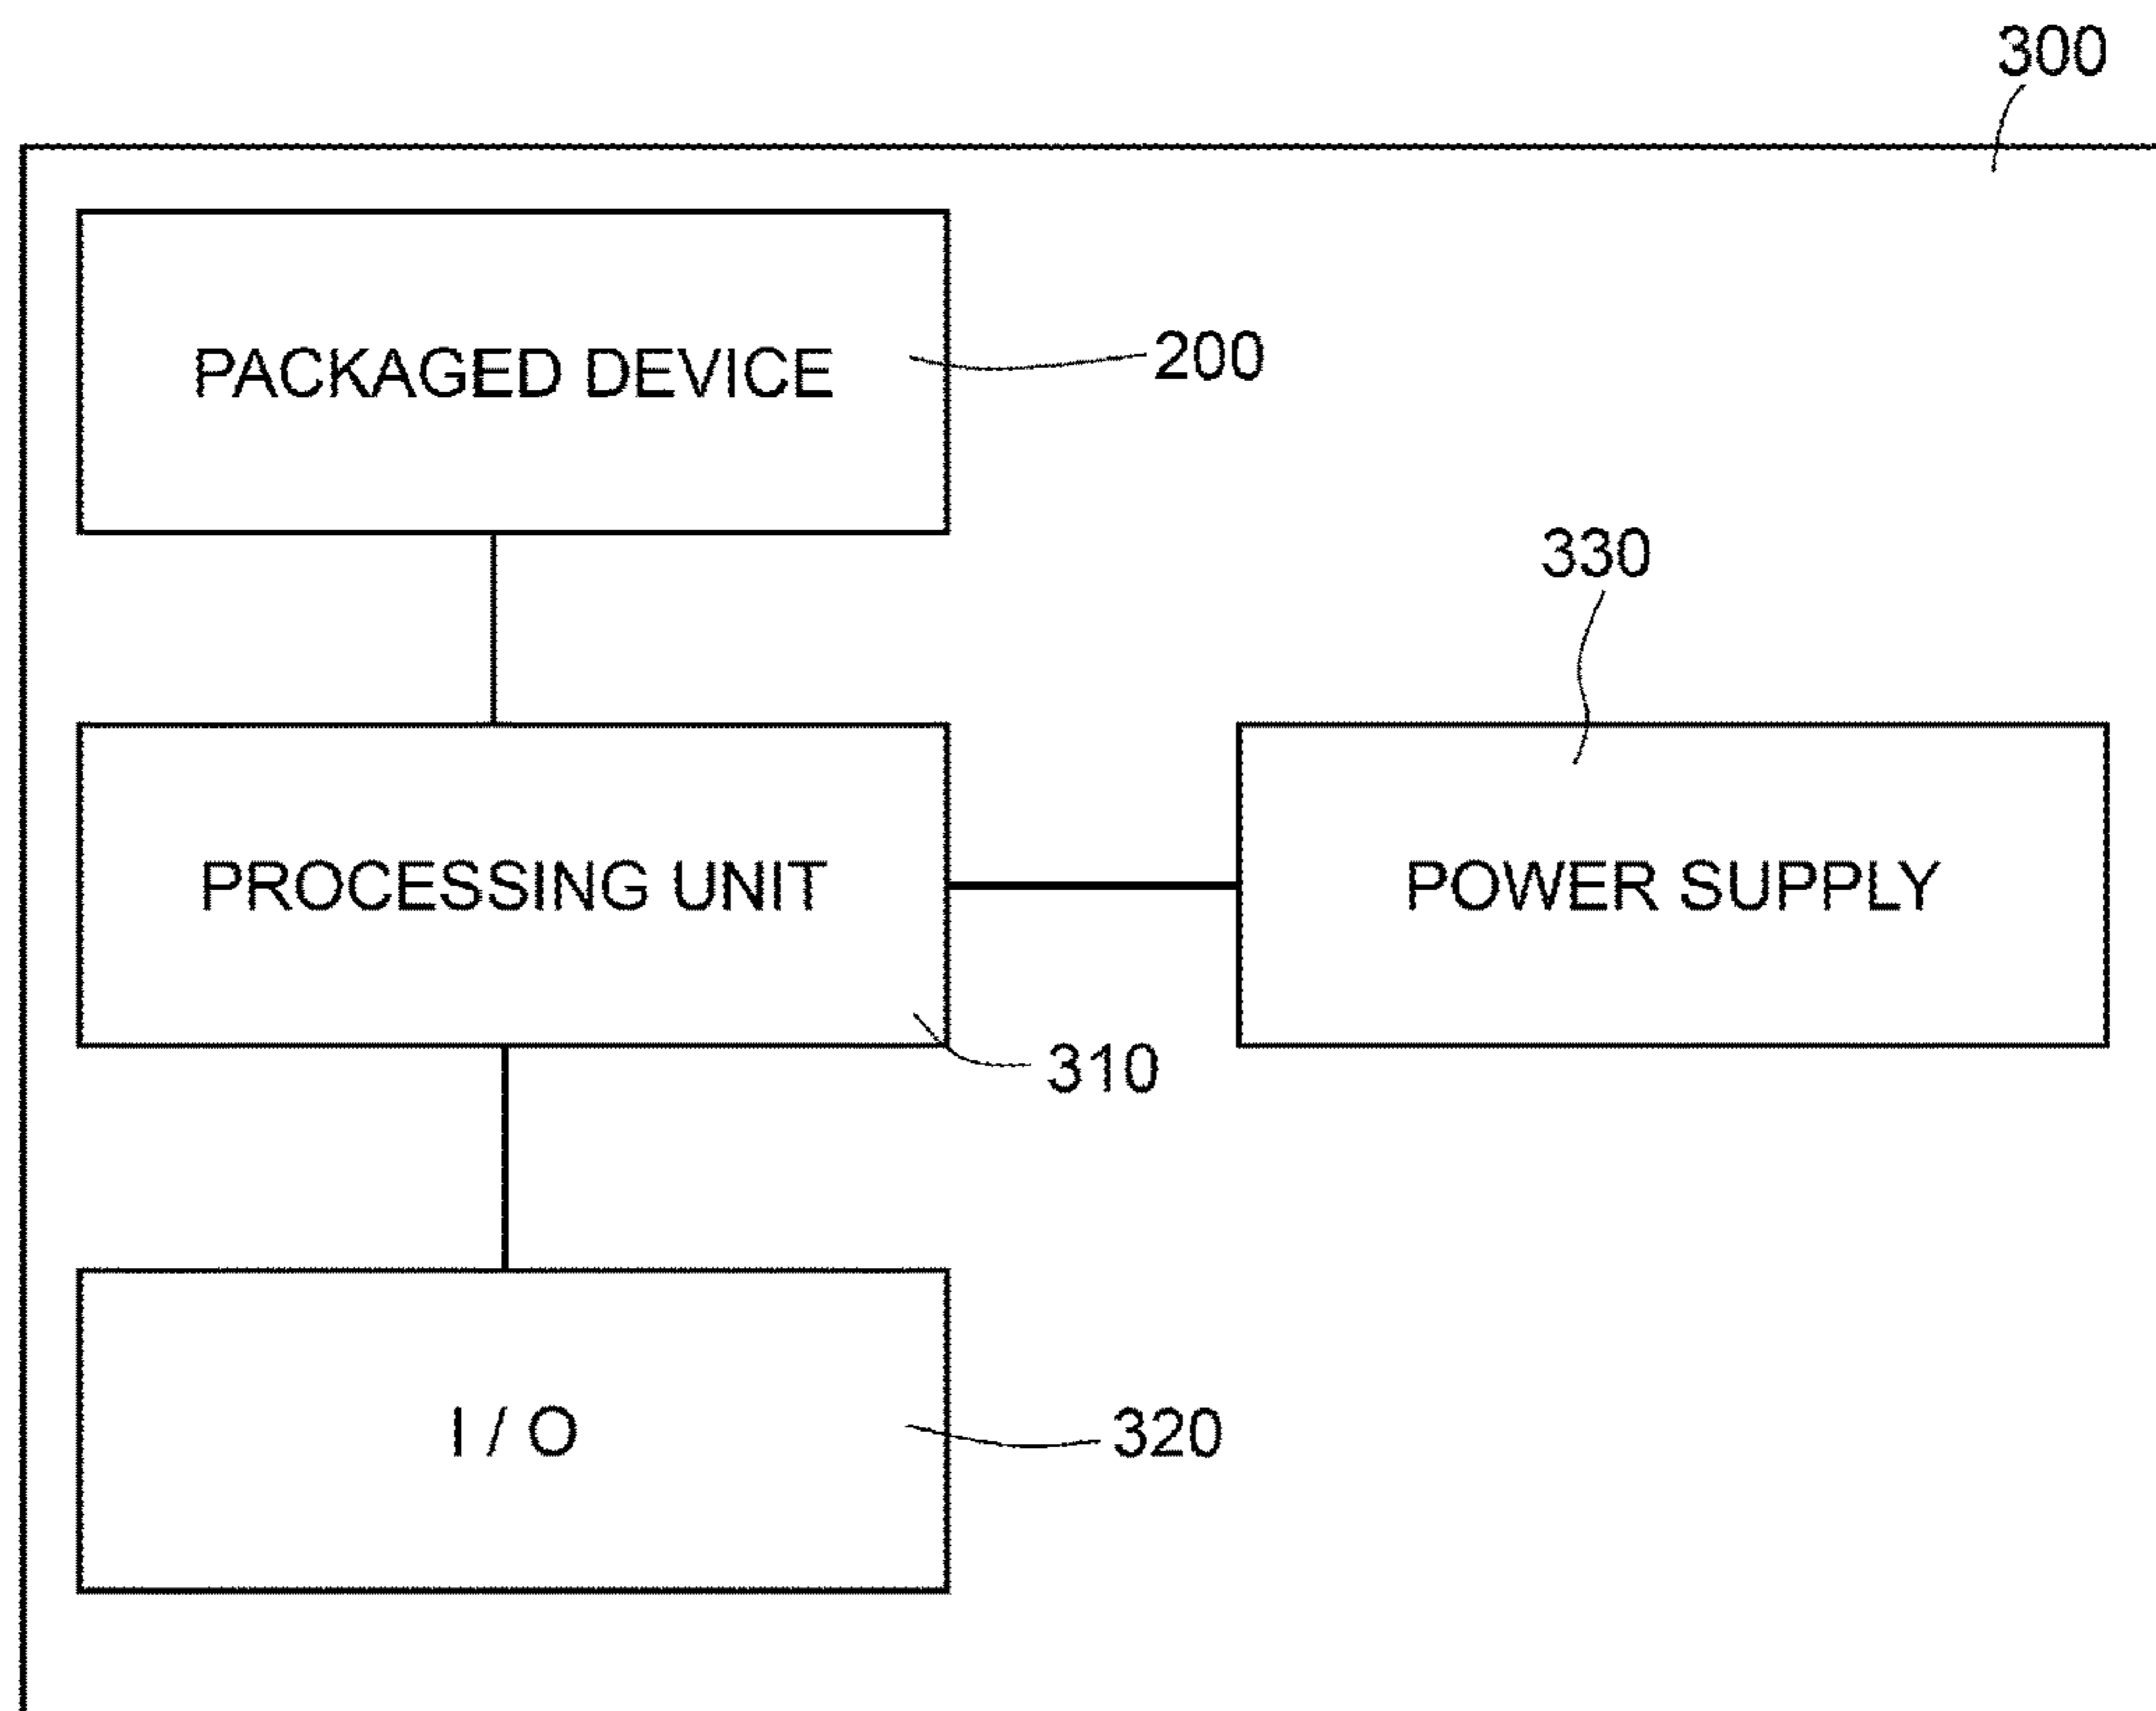 300
PACKAGED DEVICE
200
330
PROCESSING UNIT
POWER SUPPLY
310
I / O
320